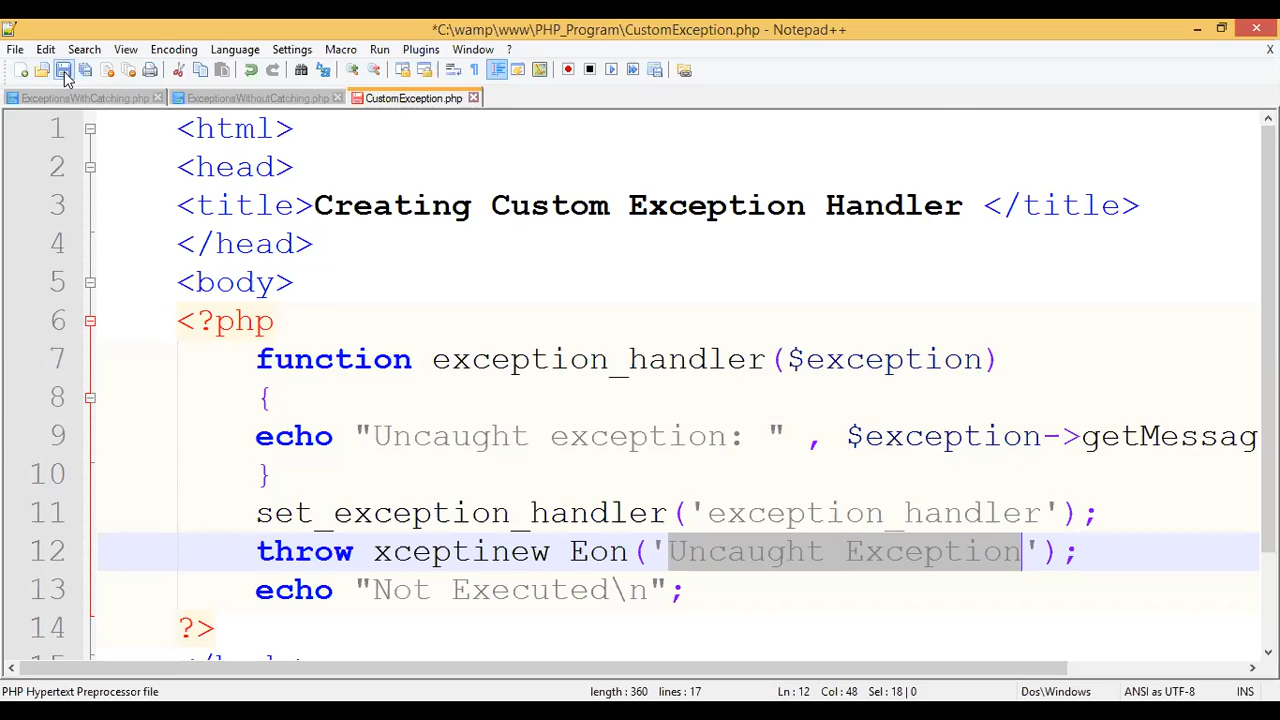 *C:\wamp\www\PHP_Program\CustomException.php - Notepad++
File Edit Search View Encoding Language Settings Macro Run Plugins Window ? X
ExceptionsWithCatching.php ExceptionsWithoutCatching.php CustomException.php
1 <html>
2 <head>
3 <title>Creating Custom Exception Handler </title>
4 </head>
5 <body>
6 <?php
7 function exception_handler($exception)
8 {
9 echo "Uncaught exception: " , $exception->getMessag
10 }
11 set_exception_handler('exception_handler');
12 throw xceptinew Eon('Uncaught Exception');
13 echo "Not Executed\n";
14 ?>
PHP Hypertext Preprocessor file length : 360 lines : 17 Ln : 12 Col : 48 Sel : 18 | 0 Dos\Windows ANSI as UTF-8 INS